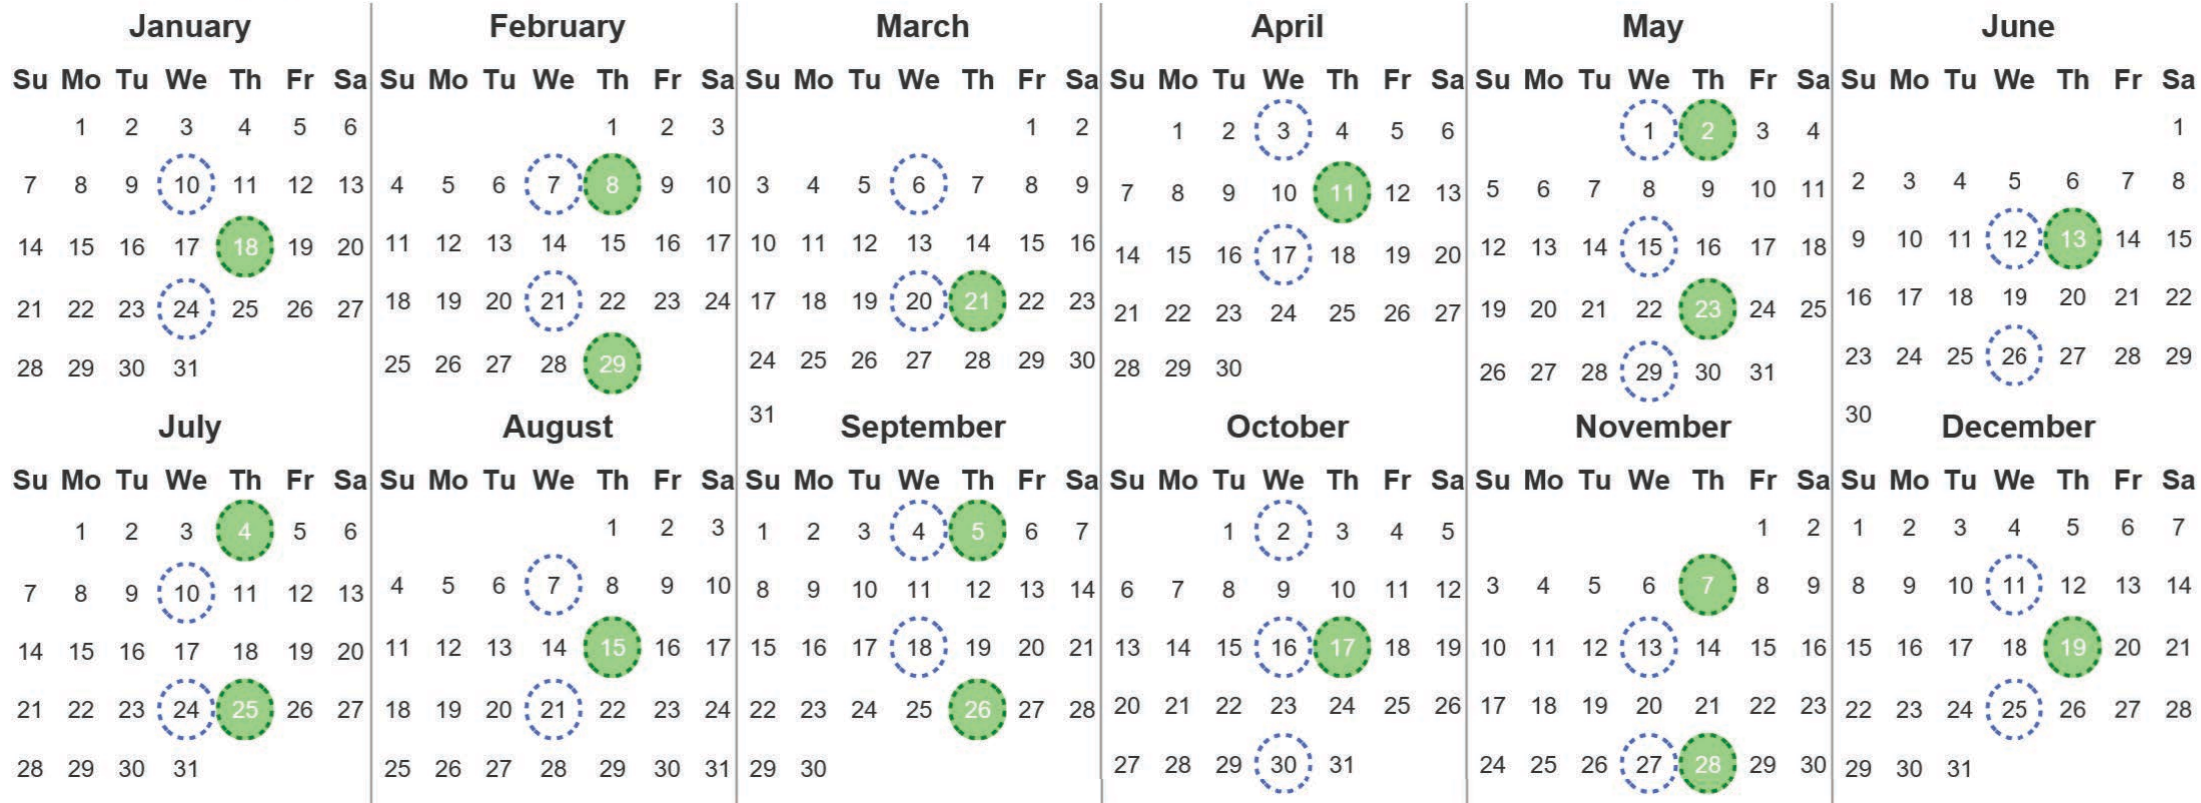 January February March April May June
Su Mo Tu We Th Fr Sa Su Mo Tu We Th Fr Sa Su Mo Tu We Th Fr Sa Su Mo Tu We Th Fr Sa Su Mo Tu We Th Fr Sa Su Mo Tu We Th Fr Sa
1 2 3 4 5 6 1 2 3 1 2 1 2 3 4 5 6 1 2 3 4 1
7 8 9 10 11 12 13 4 5 6 7 8 9 10 3 4 5 6 7 8 9 7 8 9 10 11 12 13 5 6 7 8 9 10 11 2 3 4 5 6 7 8
14 15 16 17 18 19 20 11 12 13 14 15 16 17 10 11 12 13 14 15 16 14 15 16 17 18 19 20 12 13 14 15 16 17 18 9 10 11 12 13 14 15
21 22 23 24 25 26 27 18 19 20 21 22 23 24 17 18 19 20 21 22 23 21 22 23 24 25 26 27 19 20 21 22 23 24 25 16 17 18 19 20 21 22
28 29 30 31 25 26 27 28 29 24 25 26 27 28 29 30 28 29 30 26 27 28 29 30 31 23 24 25 26 27 28 29
31 30
July August September October November December
Su Mo Tu We Th Fr Sa Su Mo Tu We Th Fr Sa Su Mo Tu We Th Fr Sa Su Mo Tu We Th Fr Sa Su Mo Tu We Th Fr Sa Su Mo Tu We Th Fr Sa
1 2 3 4 5 6 1 2 3 1 2 3 4 5 6 7 1 2 3 4 5 1 2 1 2 3 4 5 6 7
7 8 9 10 11 12 13 4 5 6 7 8 9 10 8 9 10 11 12 13 14 6 7 8 9 10 11 12 3 4 5 6 7 8 9 8 9 10 11 12 13 14
14 15 16 17 18 19 20 11 12 13 14 15 16 17 15 16 17 18 19 20 21 13 14 15 16 17 18 19 10 11 12 13 14 15 16 15 16 17 18 19 20 21
21 22 23 24 25 26 27 18 19 20 21 22 23 24 22 23 24 25 26 27 28 20 21 22 23 24 25 26 17 18 19 20 21 22 23 22 23 24 25 26 27 28
28 29 30 31 25 26 27 28 29 30 31 29 30 27 28 29 30 31 24 25 26 27 28 29 30 29 30 31